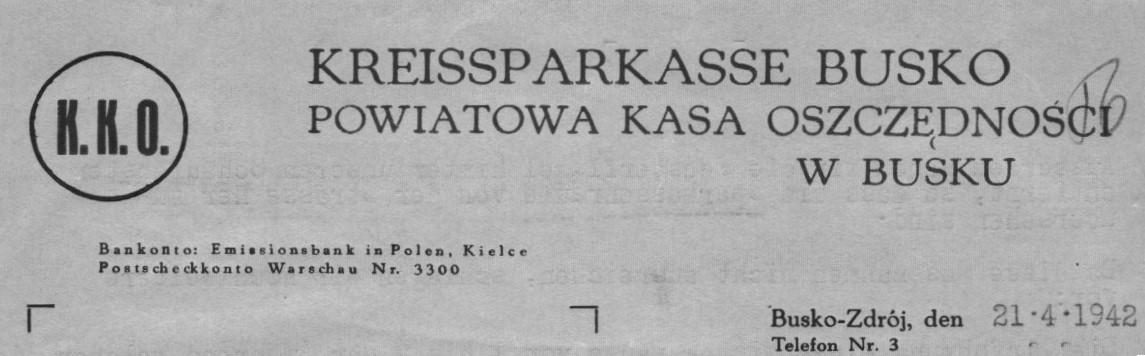 K.K.O.
KREISSPARKASSE BUSKO
POWIATOWA KASA OSZCZĘDNOŚCI
W BUSKU
Bankonto: Emissionsbank in Polen, Kielce
Postscheckkonto Warschau Nr. 3300
Busko-Zdrój, den 21·4·1942
Telefon Nr. 3